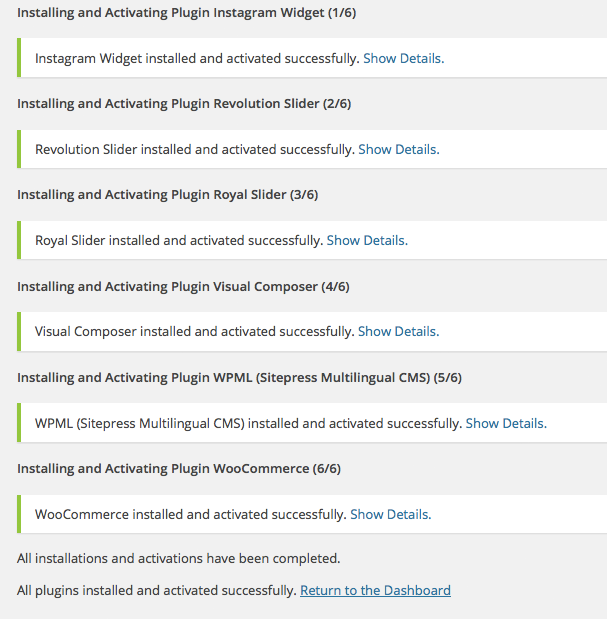 Installing and Activating Plugin Instagram Widget (1/6)
Instagram Widget installed and activated successfully. Show Details.
Installing and Activating Plugin Revolution Slider (2/6)
Revolution Slider installed and activated successfully. Show Details.
Installing and Activating Plugin Royal Slider (3/6)
Royal Slider installed and activated successfully. Show Details.
Installing and Activating Plugin Visual Composer (4/6)
Visual Composer installed and activated successfully. Show Details.
Installing and Activating Plugin WPML (Sitepress Multilingual CMS) (5/6)
WPML (Sitepress Multilingual CMS) installed and activated successfully. Show Details.
Installing and Activating Plugin WooCommerce (6/6)
WooCommerce installed and activated successfully. Show Details.
All installations and activations have been completed.
All plugins installed and activated successfully. Return to the Dashboard